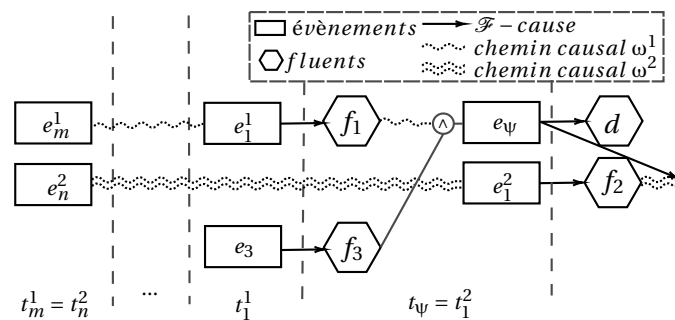 évènements ℱ – cause
fluents chemin causal ω¹
chemin causal ω²
e¹ₘ e¹₁ f₁ ∧ e_ψ d
e²ₙ e²₁ f₂
e₃ f₃
t¹ₘ = t²ₙ ... t¹₁ t_ψ = t²₁